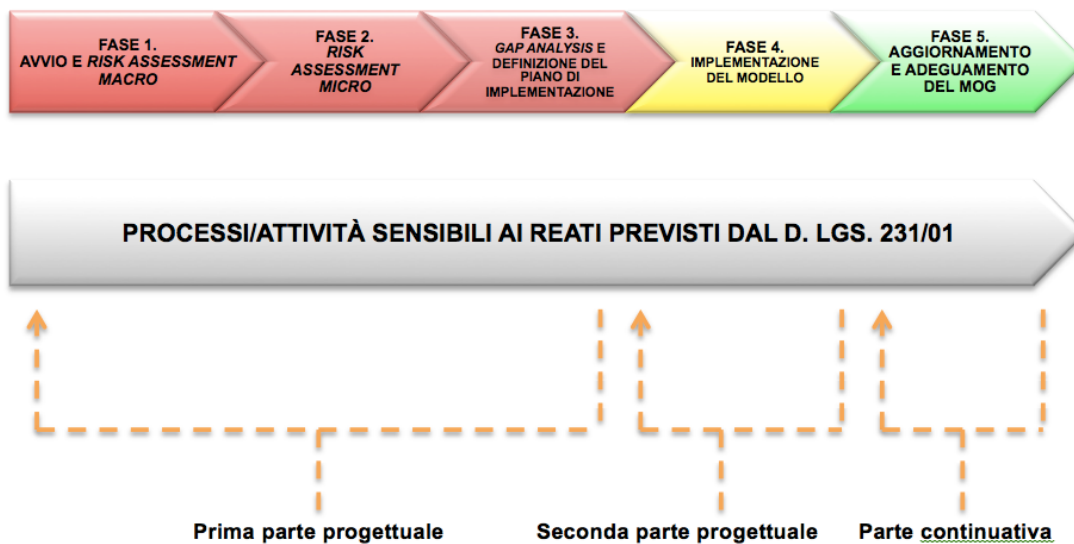 FASE 1.
AVVIO E RISK ASSESSMENT
MACRO
FASE 2.
RISK
ASSESSMENT
MICRO
FASE 3.
GAP ANALYSIS E
DEFINIZIONE DEL
PIANO DI
IMPLEMENTAZIONE
FASE 4.
IMPLEMENTAZIONE
DEL MODELLO
FASE 5.
AGGIORNAMENTO
E ADEGUAMENTO
DEL MOG
PROCESSI/ATTIVITÀ SENSIBILI AI REATI PREVISTI DAL D. LGS. 231/01
Prima parte progettuale
Seconda parte progettuale
Parte continuativa